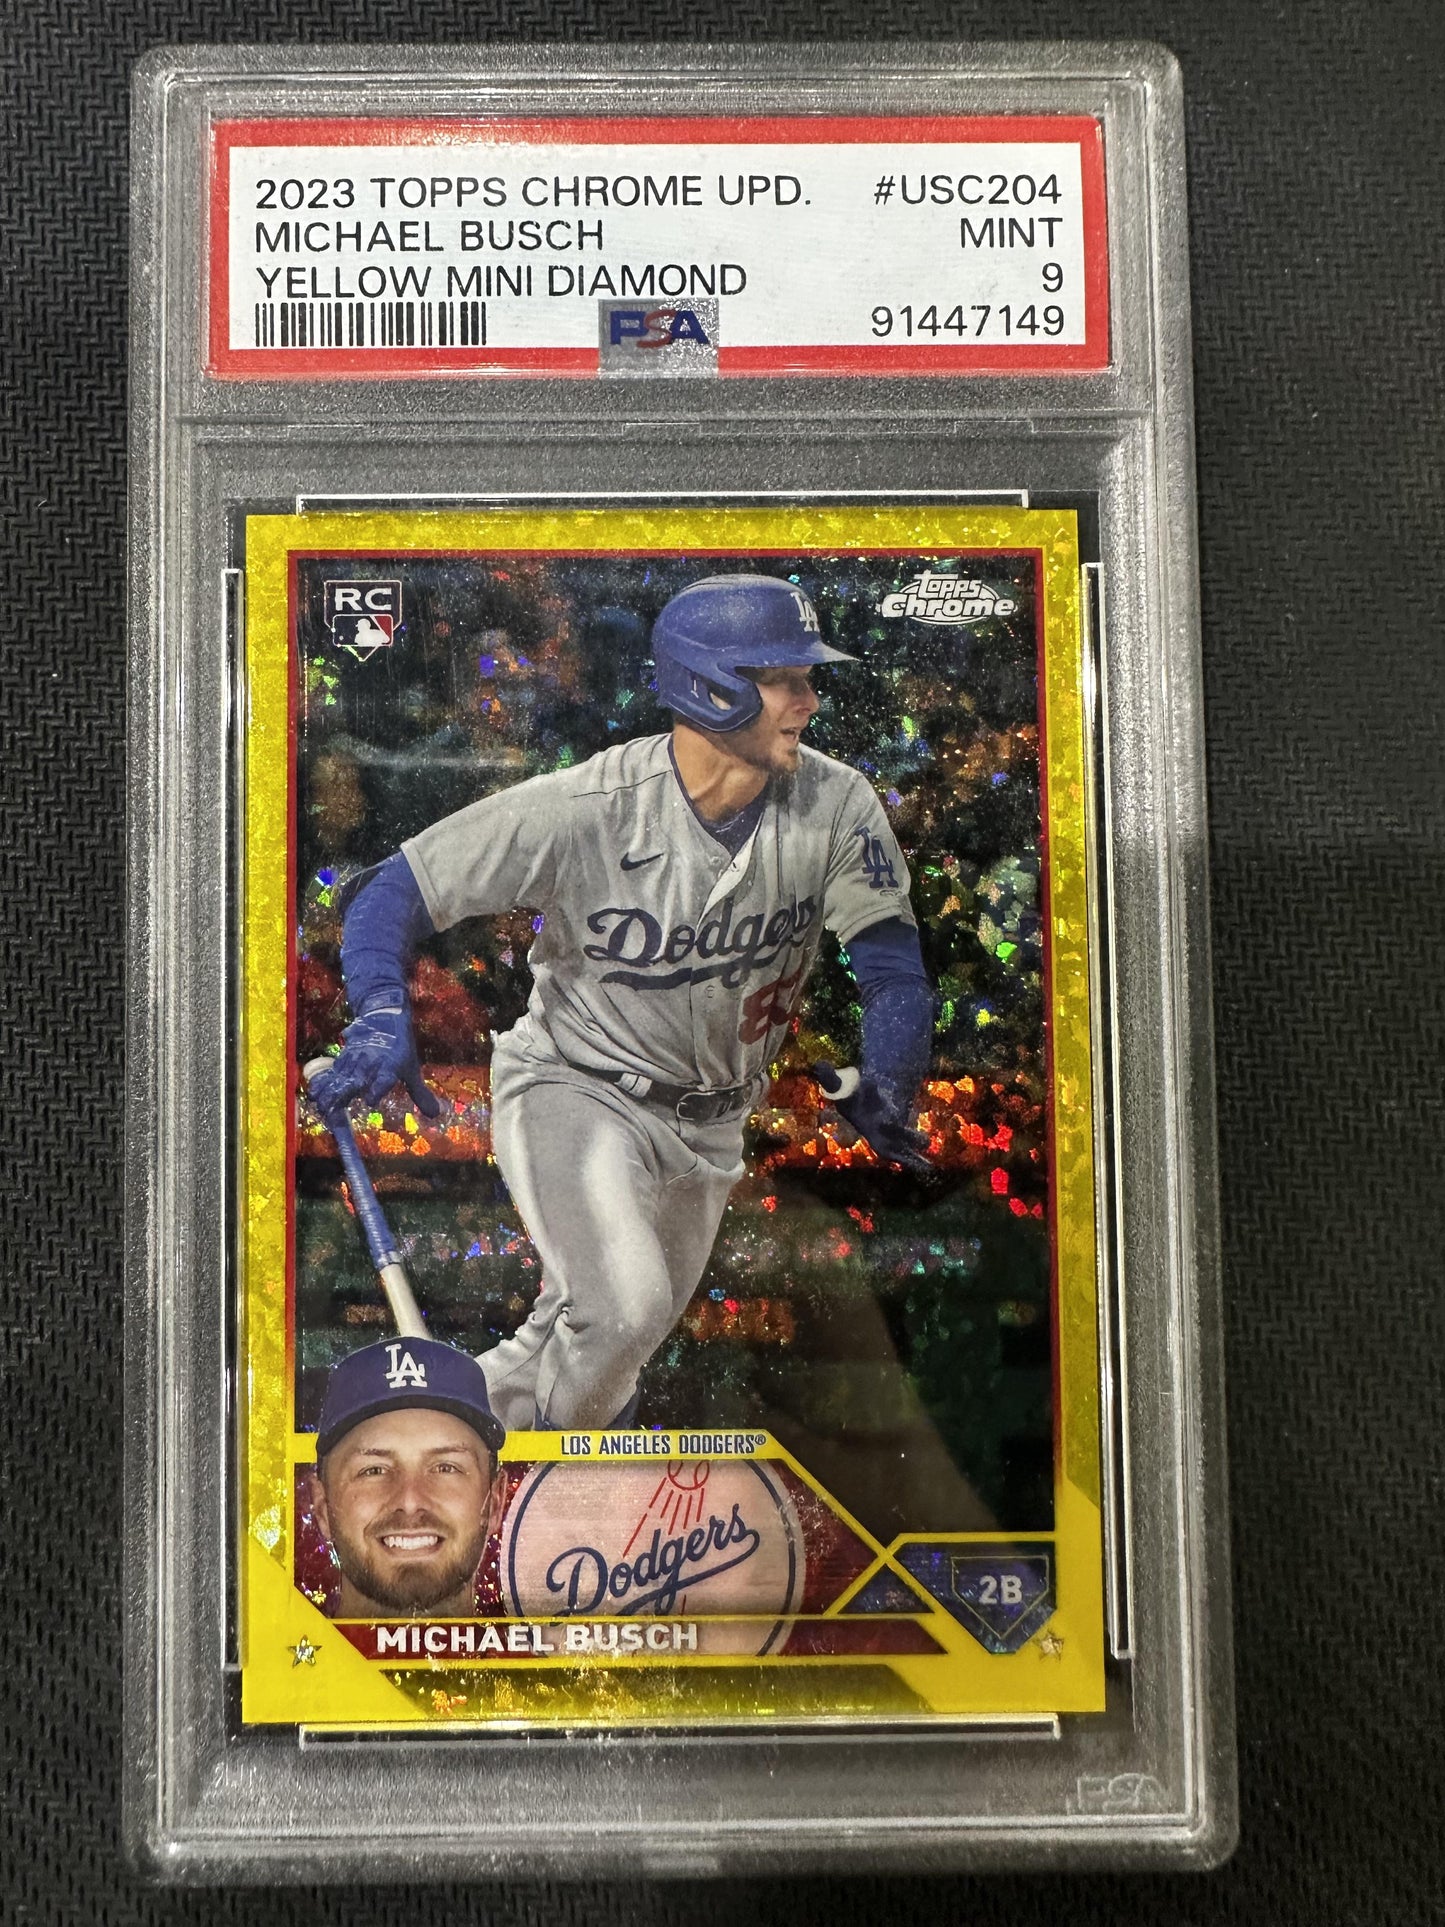 2023 TOPPS CHROME UPD. #USC204
MICHAEL BUSCH MINT
YELLOW MINI DIAMOND 9
PSA 91447149
RC
TOPPS
Chrome
LA
LA
Dodgers
LA
LOS ANGELES DODGERS®
Dodgers
2B
MICHAEL BUSCH
PSA